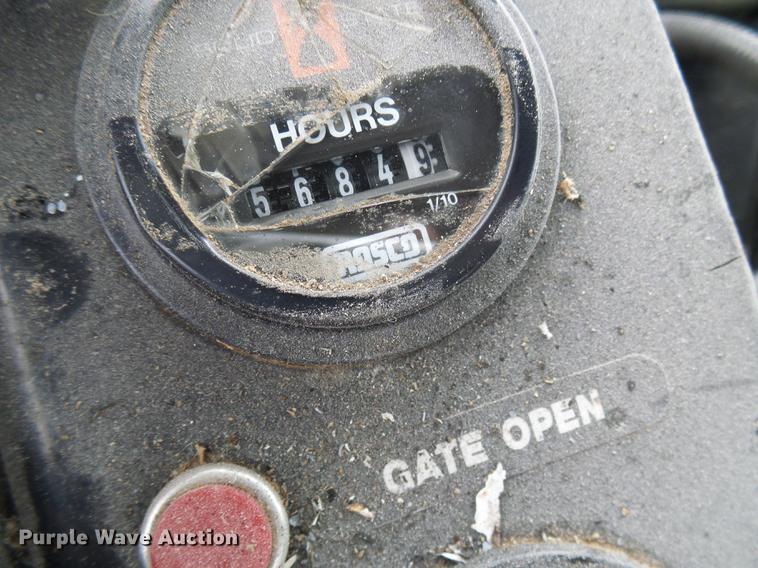 HOURS
5 6 8 4 9
1/10
GATE OPEN
Purple Wave Auction